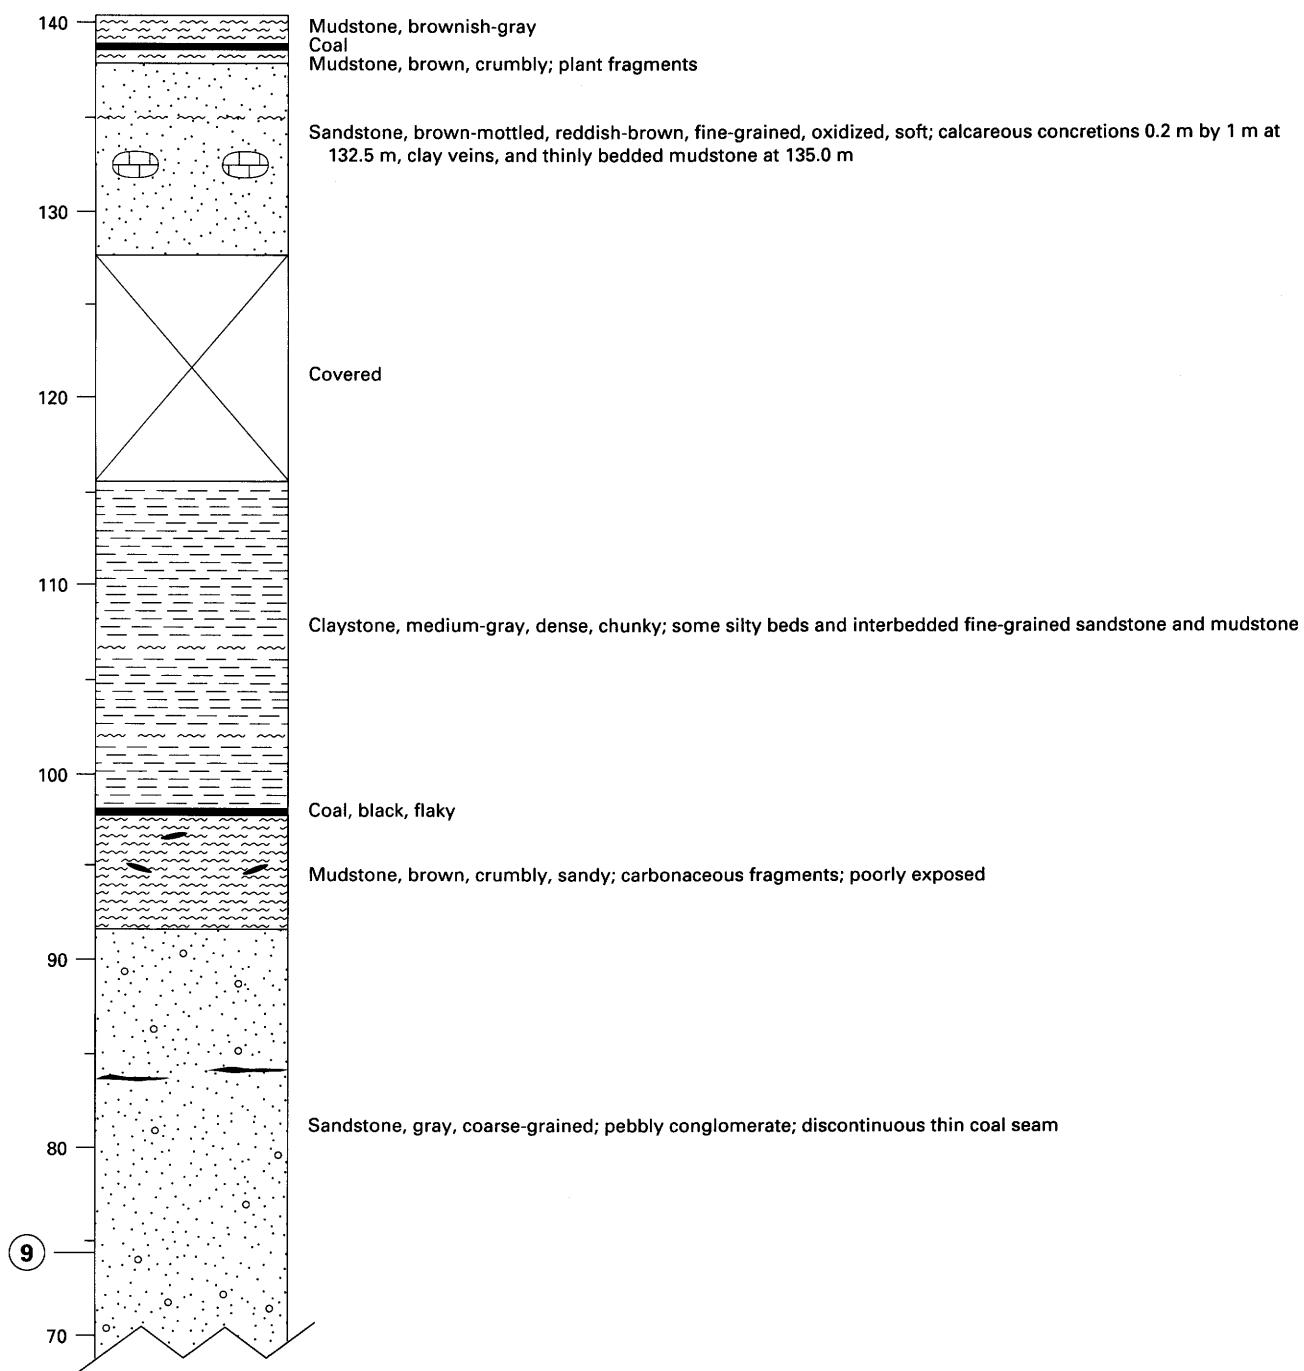 140
Mudstone, brownish-gray
Coal
Mudstone, brown, crumbly; plant fragments
Sandstone, brown-mottled, reddish-brown, fine-grained, oxidized, soft; calcareous concretions 0.2 m by 1 m at
132.5 m, clay veins, and thinly bedded mudstone at 135.0 m
130
Covered
120
110
Claystone, medium-gray, dense, chunky; some silty beds and interbedded fine-grained sandstone and mudstone
100
Coal, black, flaky
Mudstone, brown, crumbly, sandy; carbonaceous fragments; poorly exposed
90
Sandstone, gray, coarse-grained; pebbly conglomerate; discontinuous thin coal seam
80
9
70